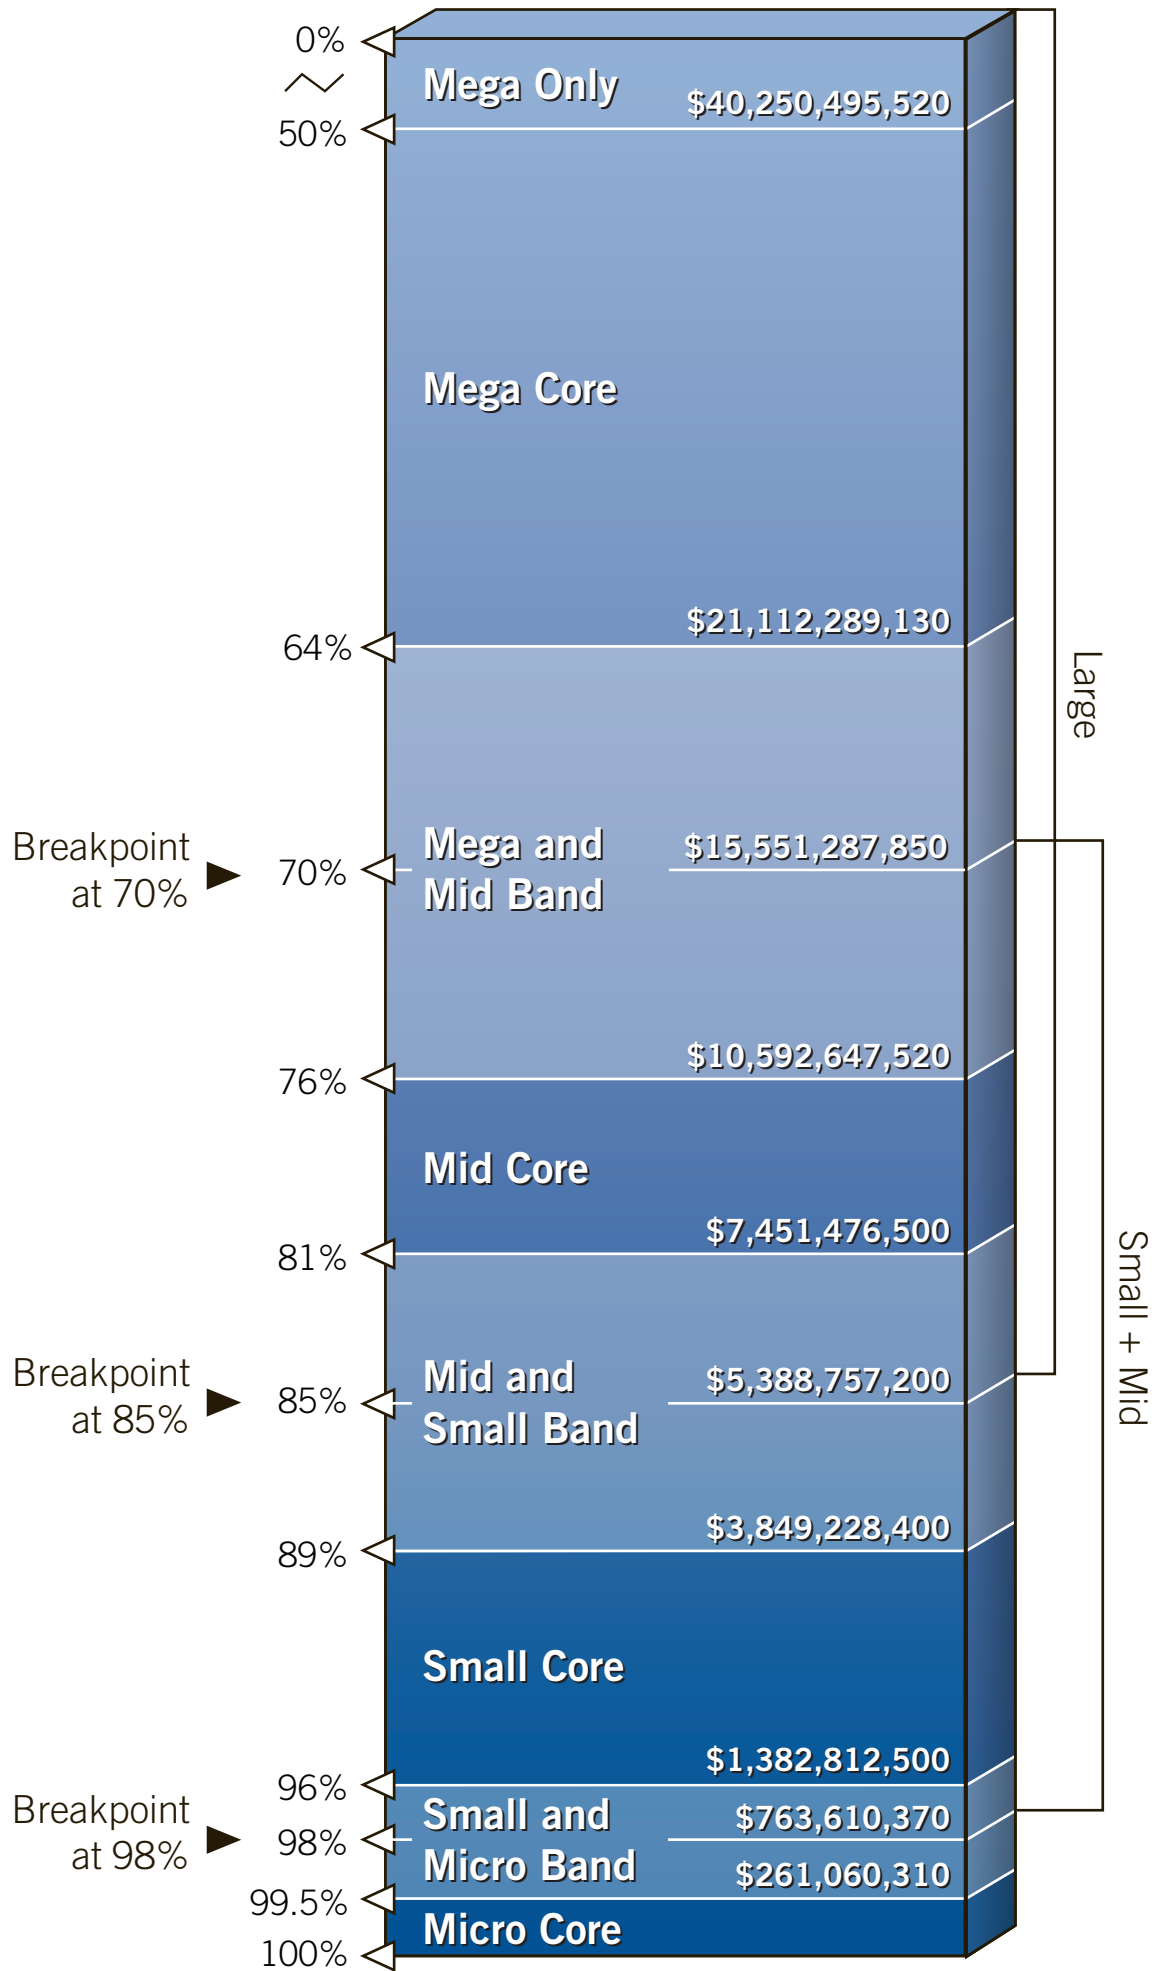 0%
Mega Only
$40,250,495,520
50%
Mega Core
$21,112,289,130
64%
Large
Breakpoint
at 70%
70%
Mega and
Mid Band
$15,551,287,850
$10,592,647,520
76%
Mid Core
$7,451,476,500
81%
Small + Mid
Breakpoint
at 85%
85%
Mid and
Small Band
$5,388,757,200
$3,849,228,400
89%
Small Core
$1,382,812,500
96%
Breakpoint
at 98%
98%
Small and
Micro Band
$763,610,370
$261,060,310
99.5%
Micro Core
100%